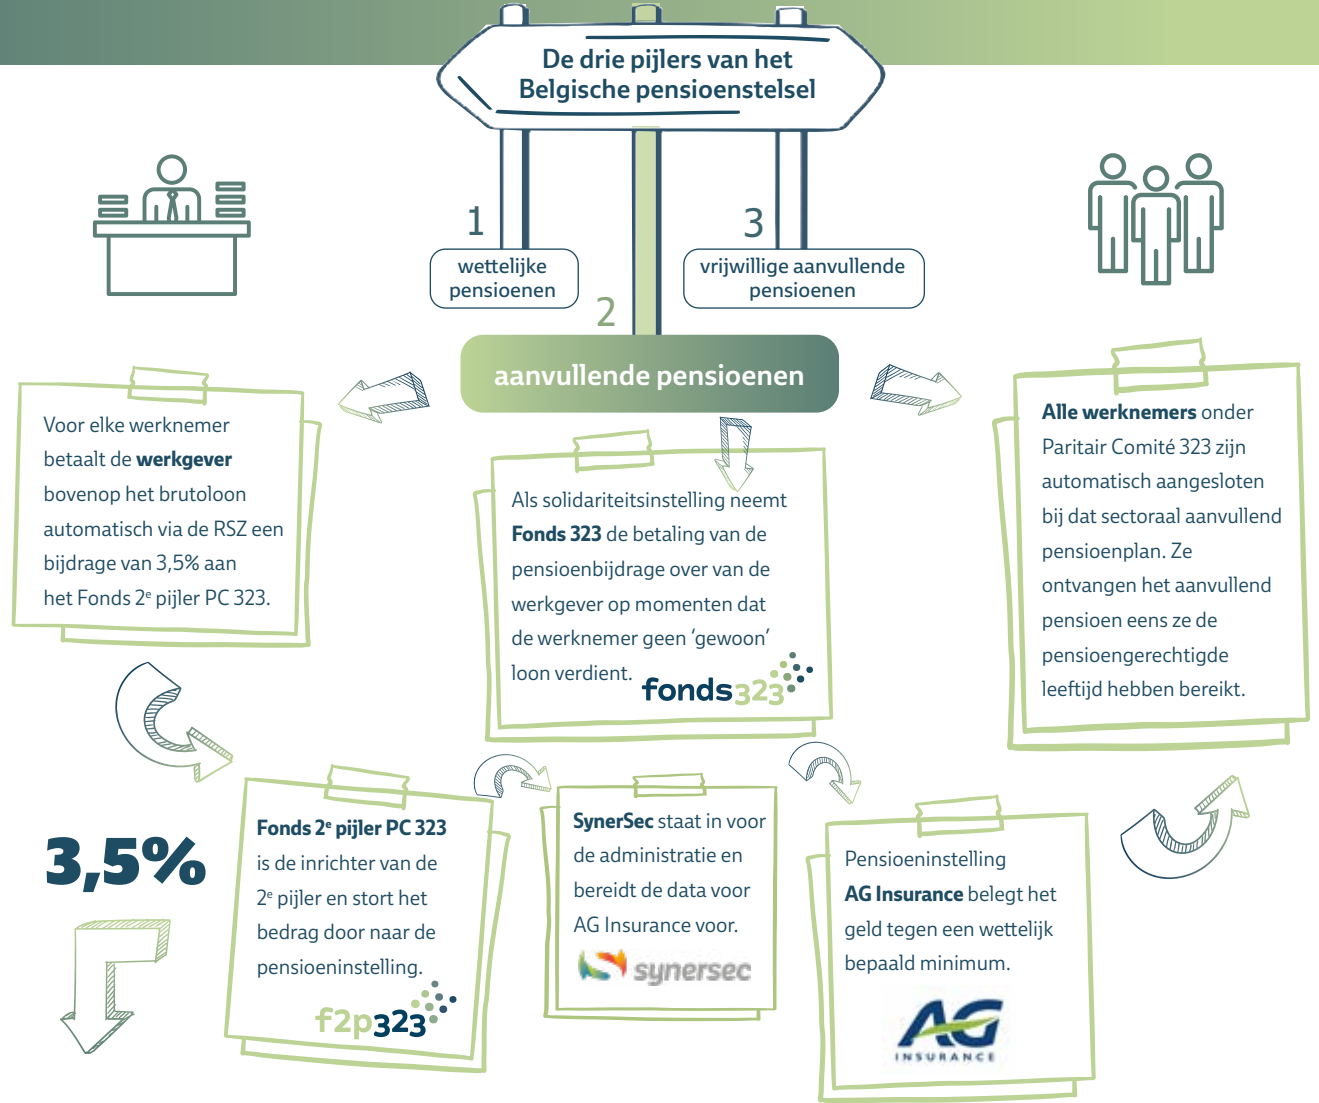 De drie pijlers van het
Belgische pensioenstelsel
1
wettelijke
pensioenen
2
3
vrijwillige aanvullende
pensioenen
aanvullende pensioenen
Voor elke werknemer
betaalt de werkgever
bovenop het brutoloon
automatisch via de RSZ een
bijdrage van 3,5% aan
het Fonds 2e pijler PC 323.
Als solidariteitsinstelling neemt
Fonds 323 de betaling van de
pensioenbijdrage over van de
werkgever op momenten dat
de werknemer geen ‘gewoon’
loon verdient.
fonds323
Alle werknemers onder
Paritair Comité 323 zijn
automatisch aangesloten
bij dat sectoraal aanvullend
pensioenplan. Ze
ontvangen het aanvullend
pensioen eens ze de
pensioengerechtigde
leeftijd hebben bereikt.
3,5%
Fonds 2e pijler PC 323
is de inrichter van de
2e pijler en stort het
bedrag door naar de
pensioeninstelling.
f2p323
SynerSec staat in voor
de administratie en
bereidt de data voor
AG Insurance voor.
synersec
Pensioeninstelling
AG Insurance belegt het
geld tegen een wettelijk
bepaald minimum.
AG
INSURANCE